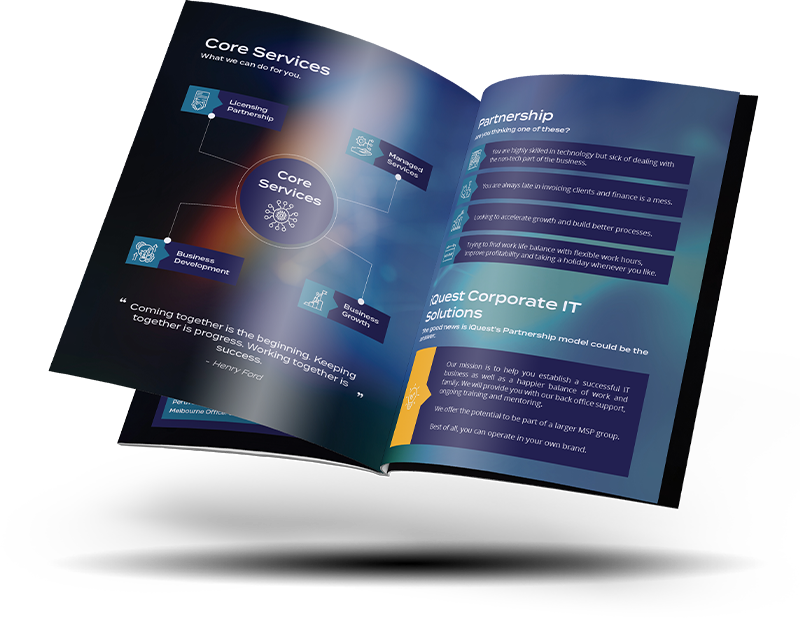 Core Services
What we can do for you.
Licensing
Partnership
Managed
Services
Core
Services
Business
Development
Business
Growth
“ Coming together is the beginning. Keeping
together is progress. Working together is
success. ”
- Henry Ford
Melbourne Office
Partnership
are you thinking one of these?
You are highly skilled in technology but sick of dealing with
the non-tech part of the business.
You are always late in invoicing clients and finance is a mess.
Looking to accelerate growth and build better processes.
Trying to find work life balance with flexible work hours,
improve profitability and taking a holiday whenever you like.
iQuest Corporate IT
Solutions
The good news is iQuest's Partnership model could be the
answer.
Our mission is to help you establish a successful IT
business as well as a happier balance of work and
family. We will provide you with our back office support,
ongoing training and mentoring.
We offer the potential to be part of a larger MSP group.
Best of all, you can operate in your own brand.